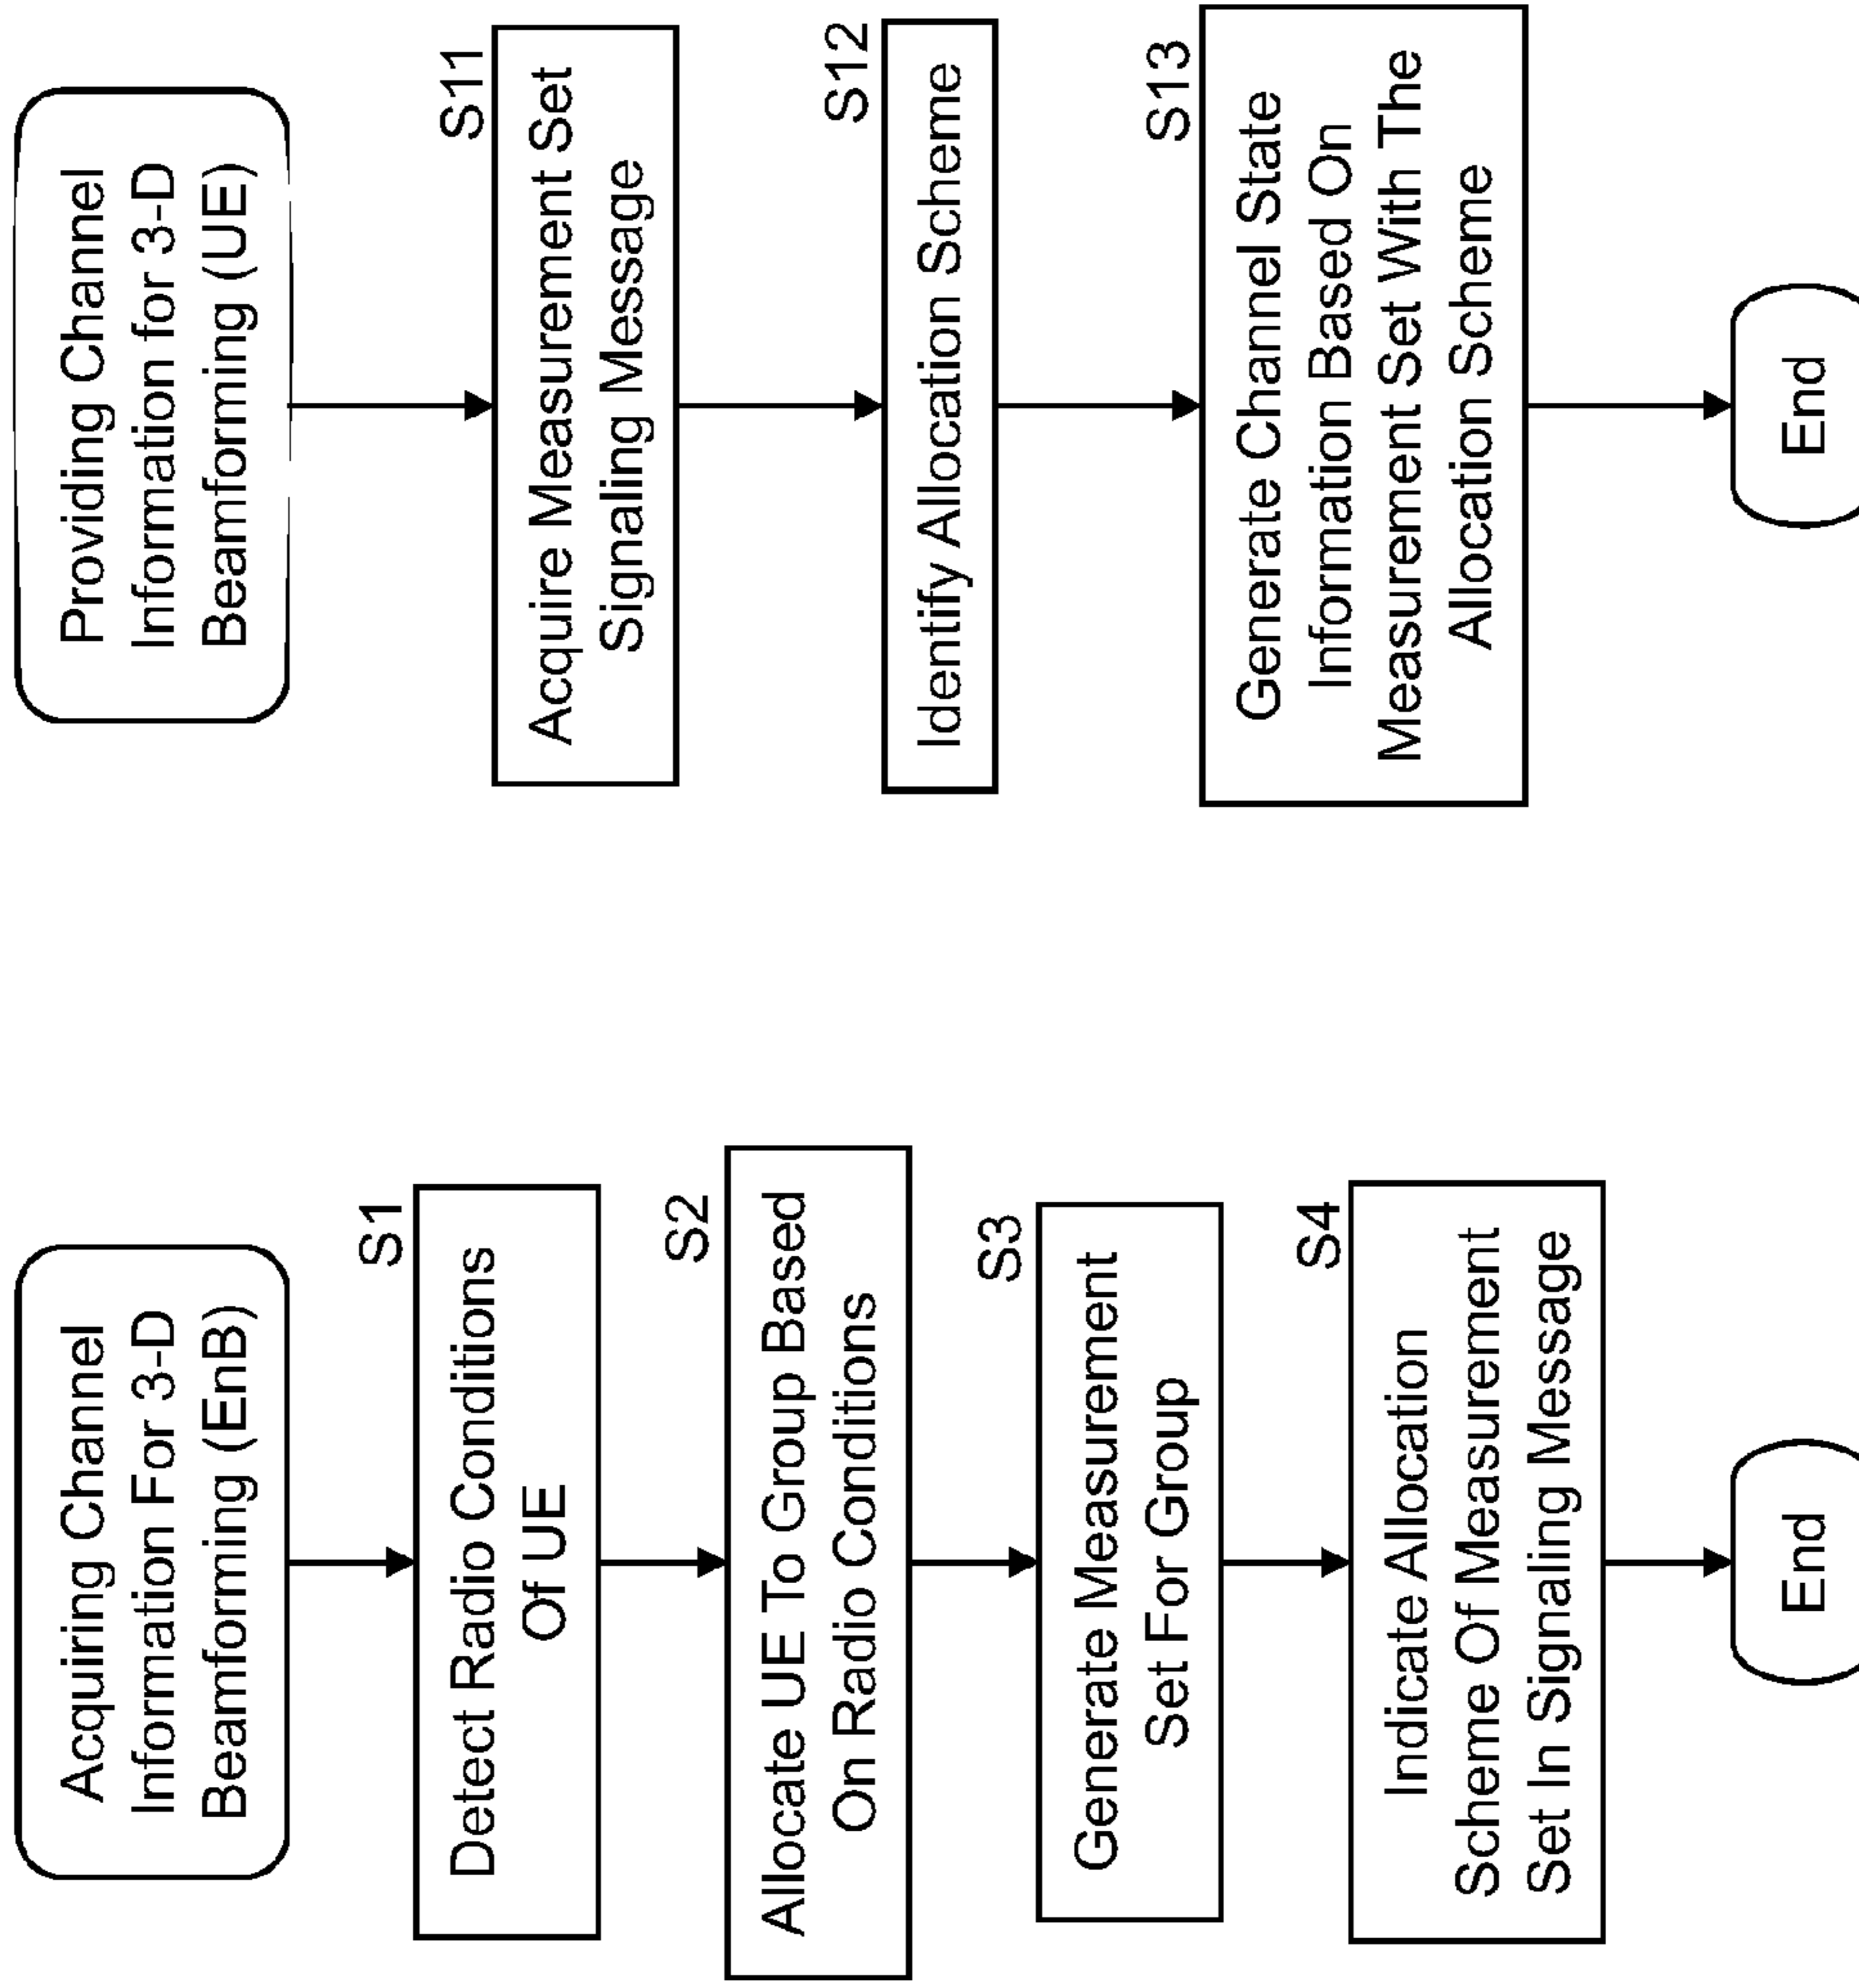 Acquiring Channel
Information For 3-D
Beamforming (EnB)
S1
Detect Radio Conditions
Of UE
S2
Allocate UE To Group Based
On Radio Conditions
S3
Generate Measurement
Set For Group
S4
Indicate Allocation
Scheme Of Measurement
Set In Signaling Message
End
Providing Channel
Information for 3-D
Beamforming (UE)
S11
Acquire Measurement Set
Signaling Message
S12
Identify Allocation Scheme
S13
Generate Channel State
Information Based On
Measurement Set With The
Allocation Scheme
End